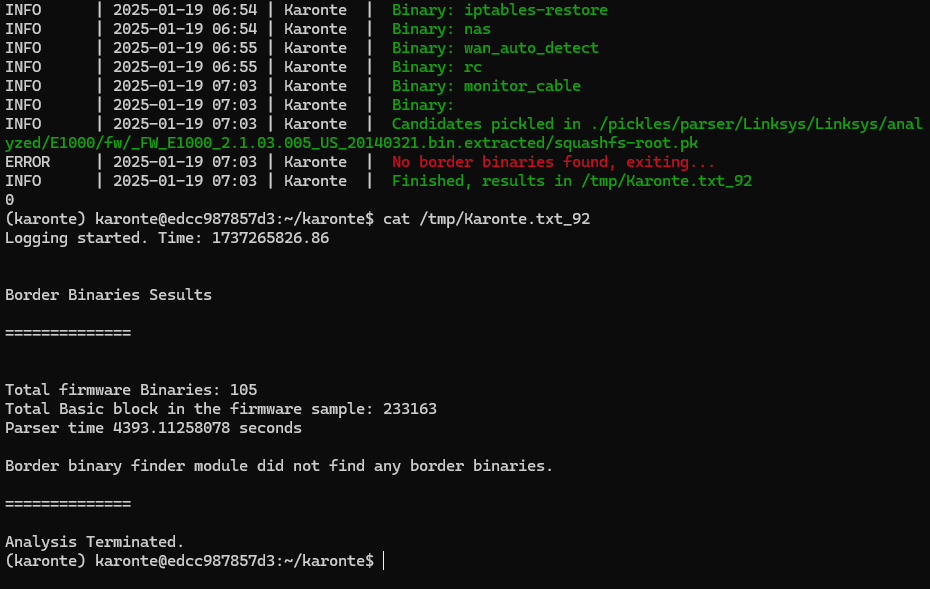 INFO      | 2025-01-19 06:54 | Karonte  |  Binary: iptables-restore
INFO      | 2025-01-19 06:54 | Karonte  |  Binary: nas
INFO      | 2025-01-19 06:55 | Karonte  |  Binary: wan_auto_detect
INFO      | 2025-01-19 06:55 | Karonte  |  Binary: rc
INFO      | 2025-01-19 07:03 | Karonte  |  Binary: monitor_cable
INFO      | 2025-01-19 07:03 | Karonte  |  Binary:
INFO      | 2025-01-19 07:03 | Karonte  |  Candidates pickled in ./pickles/parser/Linksys/Linksys/anal
yzed/E1000/fw/_FW_E1000_2.1.03.005_US_20140321.bin.extracted/squashfs-root.pk
ERROR     | 2025-01-19 07:03 | Karonte  |  No border binaries found, exiting...
INFO      | 2025-01-19 07:03 | Karonte  |  Finished, results in /tmp/Karonte.txt_92
0
(karonte) karonte@edcc987857d3:~/karonte$ cat /tmp/Karonte.txt_92
Logging started. Time: 1737265826.86
Border Binaries Sesults
==============
Total firmware Binaries: 105
Total Basic block in the firmware sample: 233163
Parser time 4393.11258078 seconds
Border binary finder module did not find any border binaries.
==============
Analysis Terminated.
(karonte) karonte@edcc987857d3:~/karonte$